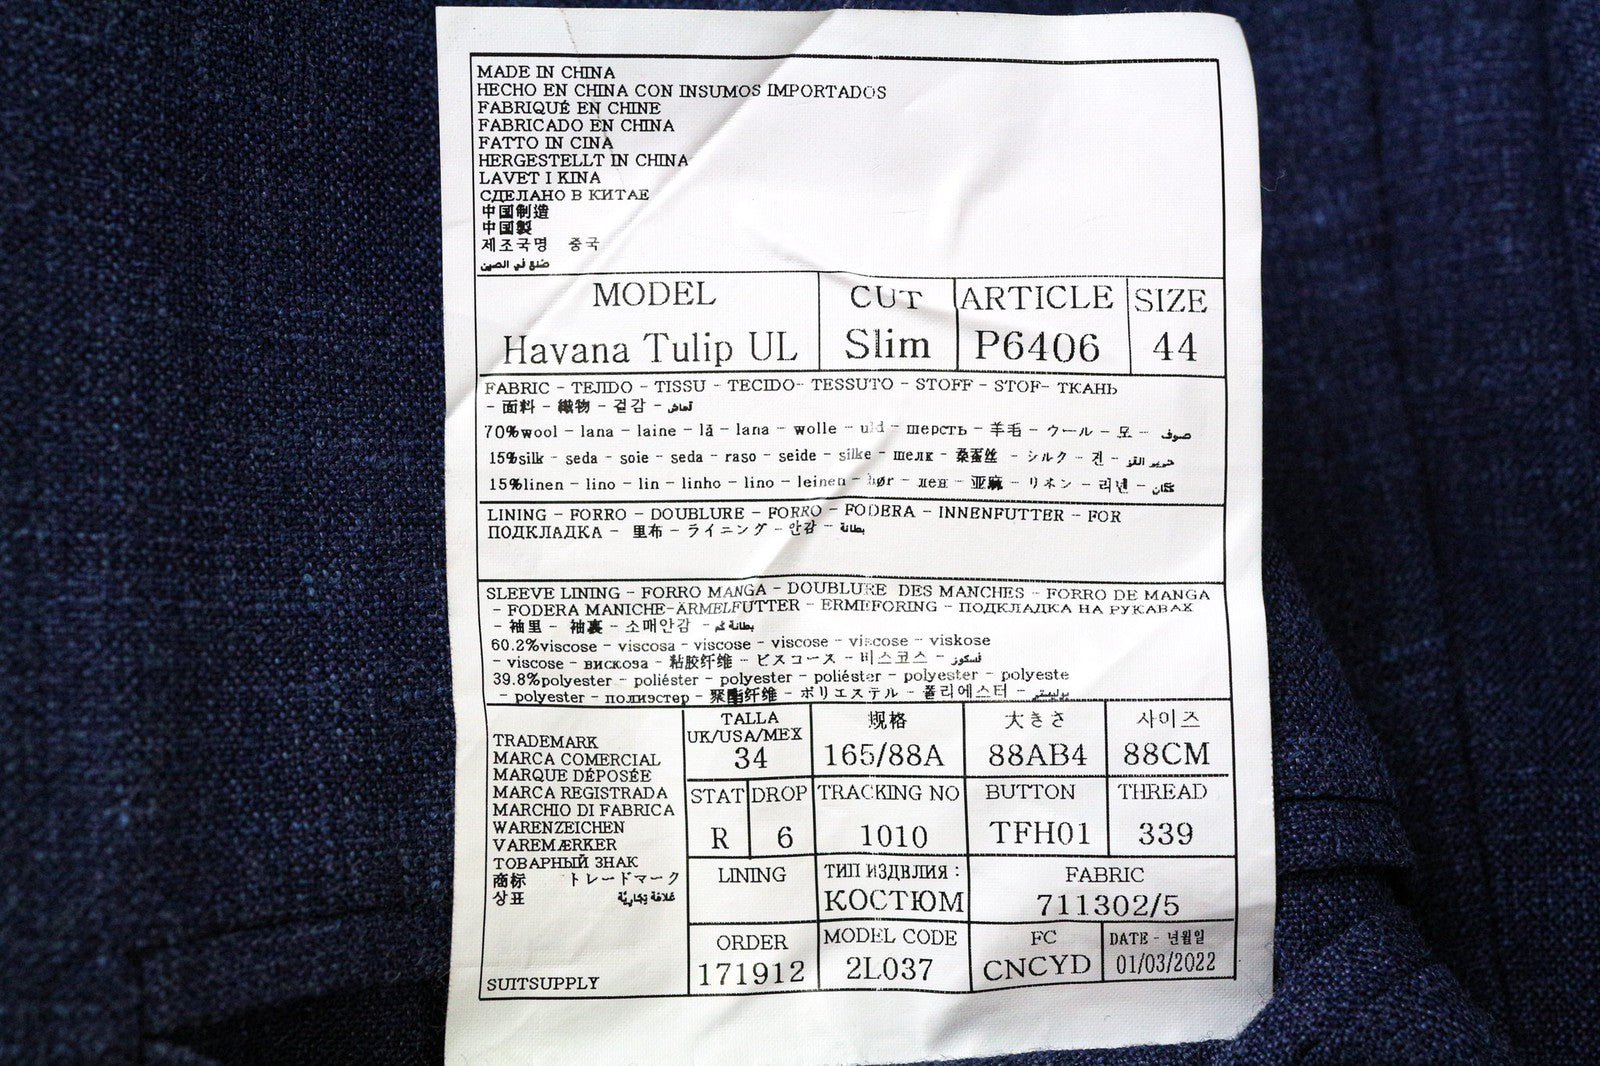 MADE IN CHINA
HECHO EN CHINA CON INSUMOS IMPORTADOS
FABRIQUÉ EN CHINE
FABRICADO EN CHINA
FATTO IN CINA
HERGESTELLT IN CHINA
LAVET I KINA
СДЕЛАНО В КИТАЕ
中国制造
中国製
제조국명 중국
صنع في الصين
MODEL
Havana Tulip UL
CUT
Slim
ARTICLE
P6406
SIZE
44
FABRIC - TEJIDO - TISSU - TECIDO- TESSUTO - STOFF - STOF- ТКАНЬ
- 面料 - 織物 - 겉감 - قماش
70%wool - lana - laine - lã - lana - wolle - uld - шерсть - 羊毛 - ウール - 모 - صوف
15%silk - seda - soie - seda - raso - seide - silke - шелк - 桑蚕丝 - シルク - 견 -
15%linen - lino - lin - linho - lino - leinen - hør - лен - 亚麻 - リネン - 리넨 - كتان
LINING - FORRO - DOUBLURE - FORRO - FODERA - INNENFUTTER - FOR
ПОДКЛАДКА - 里布 - ライニング - 안감 - بطانة
SLEEVE LINING - FORRO MANGA - DOUBLURE DES MANCHES - FORRO DE MANGA
- FODERA MANICHE-ÄRMELFUTTER - ERMEFORING - ПОДКЛАДКА НА РУКАВАХ
- 袖里 - 袖裏 - 소매안감 - بطانة كم
60.2%viscose - viscosa - viscose - viscose - viscose - viskose
- viscose - вискоза - 粘胶纤维 - ビスコース - 비스코스 - فسكوز
39.8%polyester - poliéster - polyester - poliéster - polyester - polyeste
- polyester - полиэстер - 聚酯纤维 - ポリエステル - 폴리에스터 - بوليستر
TRADEMARK
MARCA COMERCIAL
MARQUE DÉPOSÉE
MARCA REGISTRADA
MARCHIO DI FABRICA
WARENZEICHEN
VAREMÆRKER
ТОВАРНЫЙ ЗНАК
商标 トレードマーク
상표 علامة تجارية
SUITSUPPLY
TALLA
UK/USA/MEX
34
规格
165/88A
大きさ
88AB4
사이즈
88CM
STAT
R
DROP
6
TRACKING NO
1010
BUTTON
TFH01
THREAD
339
LINING
ТИП ИЗДВЛИЯ :
КОСТЮМ
FABRIC
711302/5
ORDER
171912
MODEL CODE
2L037
FC
CNCYD
DATE - 년월일
01/03/2022